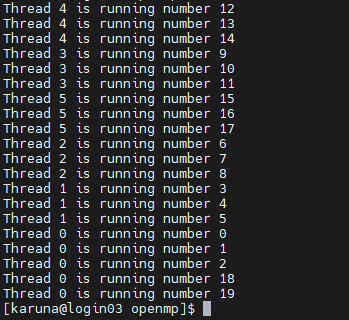 Thread 4 is running number 12
Thread 4 is running number 13
Thread 4 is running number 14
Thread 3 is running number 9
Thread 3 is running number 10
Thread 3 is running number 11
Thread 5 is running number 15
Thread 5 is running number 16
Thread 5 is running number 17
Thread 2 is running number 6
Thread 2 is running number 7
Thread 2 is running number 8
Thread 1 is running number 3
Thread 1 is running number 4
Thread 1 is running number 5
Thread 0 is running number 0
Thread 0 is running number 1
Thread 0 is running number 2
Thread 0 is running number 18
Thread 0 is running number 19
[karuna@login03 openmp]$